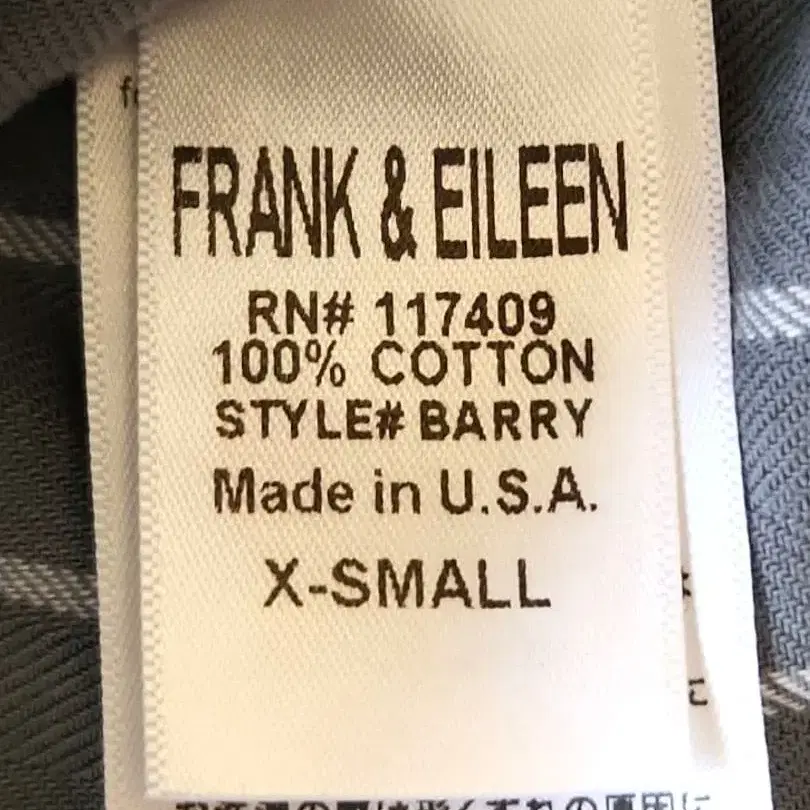 FRANK & EILEEN
RN# 117409
100% COTTON
STYLE# BARRY
Made in U.S.A.
X-SMALL